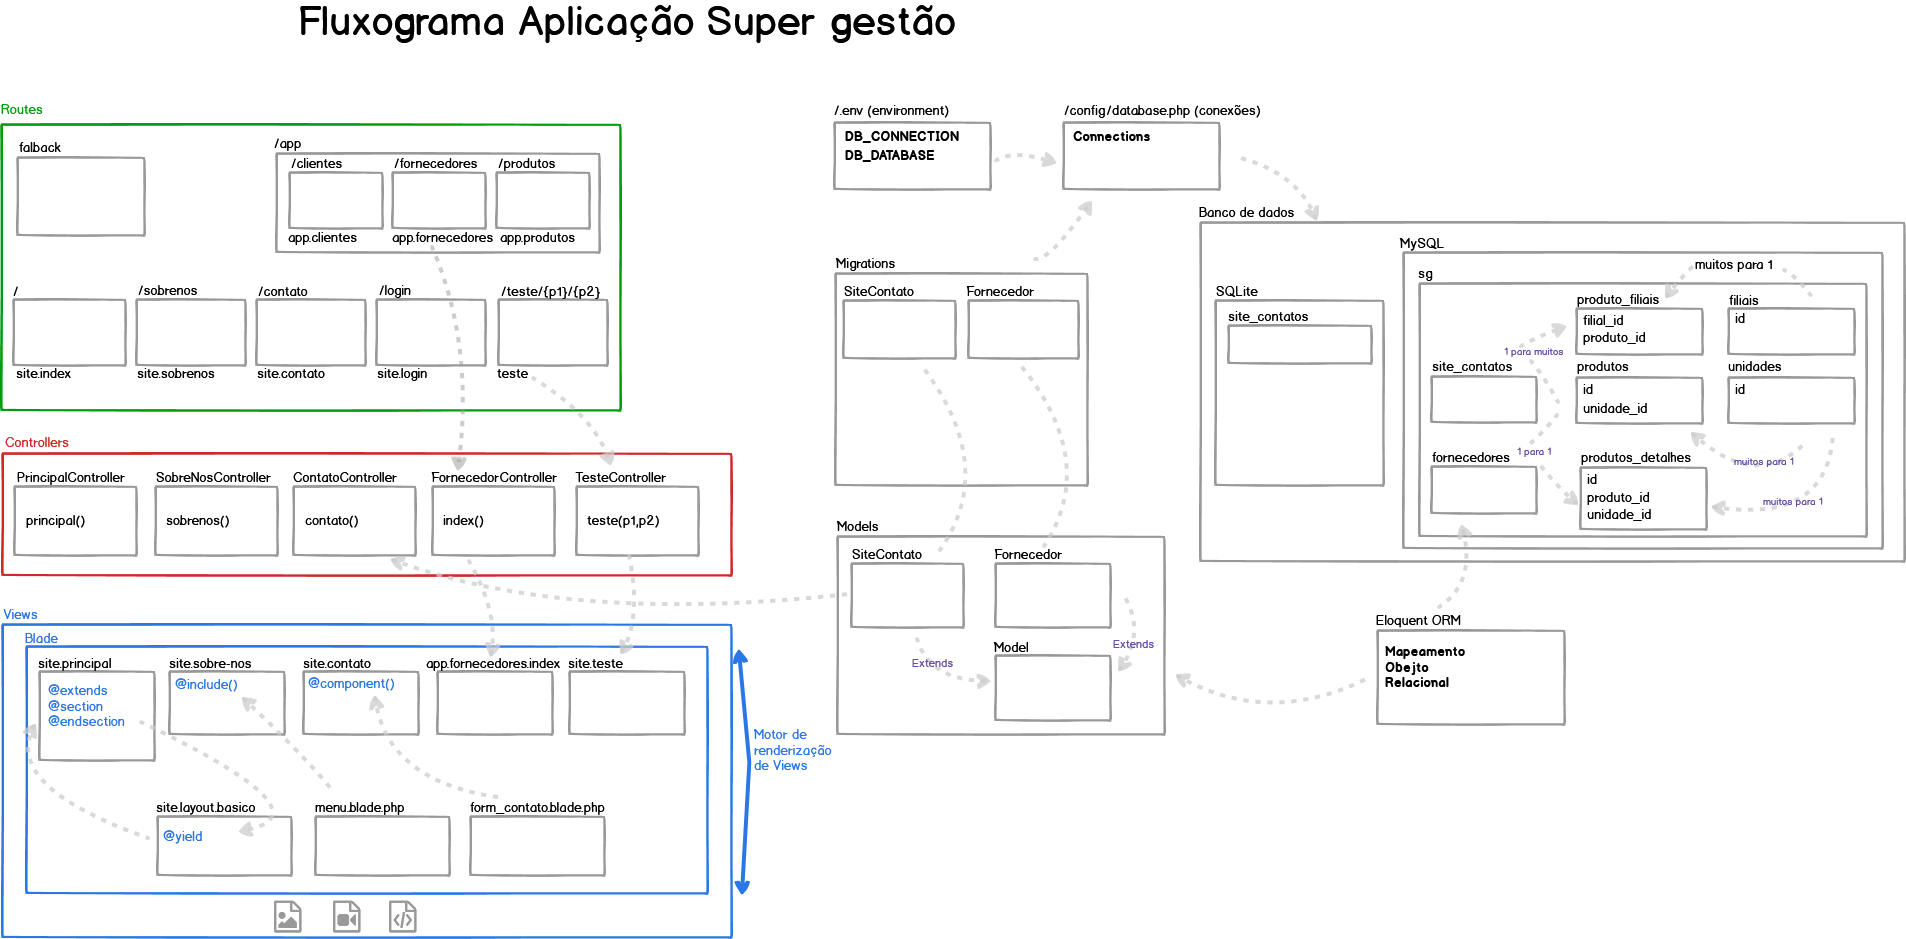 Fluxograma Aplicação Super gestão
Routes
falback
/app
/clientes
/fornecedores
/produtos
app.clientes
app.fornecedores
app.produtos
/
/sobrenos
/contato
/login
/teste/{p1}/{p2}
site.index
site.sobrenos
site.contato
site.login
teste
Controllers
PrincipalController
SobreNosController
ContatoController
FornecedorController
TesteController
principal()
sobrenos()
contato()
index()
teste(p1,p2)
Views
Blade
site.principal
site.sobre-nos
site.contato
app.fornecedores.index
site.teste
@extends
@section
@endsection
@include()
@component()
Motor de
renderização
de Views
site.layout.basico
menu.blade.php
form_contato.blade.php
@yield
/.env (environment)
DB_CONNECTION
DB_DATABASE
/config/database.php (conexões)
Connections
Migrations
SiteContato
Fornecedor
Models
SiteContato
Fornecedor
Model
Extends
Extends
Banco de dados
SQLite
site_contatos
MySQL
sg
muitos para 1
produto_filiais
filial_id
produto_id
filiais
id
1 para muitos
site_contatos
produtos
id
unidade_id
unidades
id
1 para 1
muitos para 1
fornecedores
produtos_detalhes
id
produto_id
unidade_id
muitos para 1
Eloquent ORM
Mapeamento
Obejto
Relacional